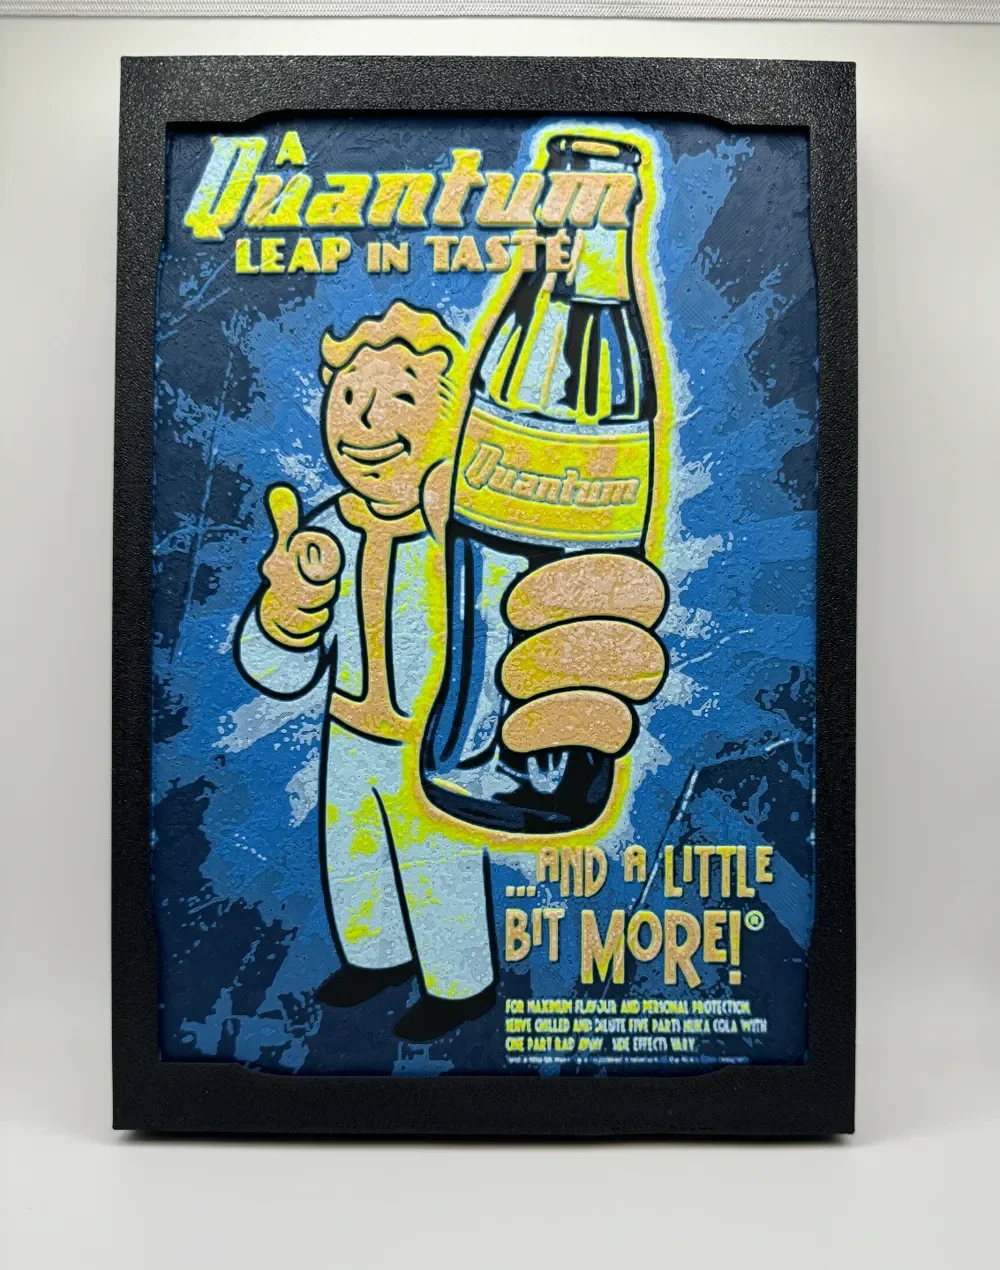 A
Quantum
LEAP IN TASTE!
Quantum
...AND A LITTLE
BIT MORE!®
FOR MAXIMUM FLAVOUR AND PERSONAL PROTECTION
SERVE CHILLED AND DILUTE FIVE PARTS NUKA COLA WITH
ONE PART RAD AWAY. SIDE EFFECTS VARY.